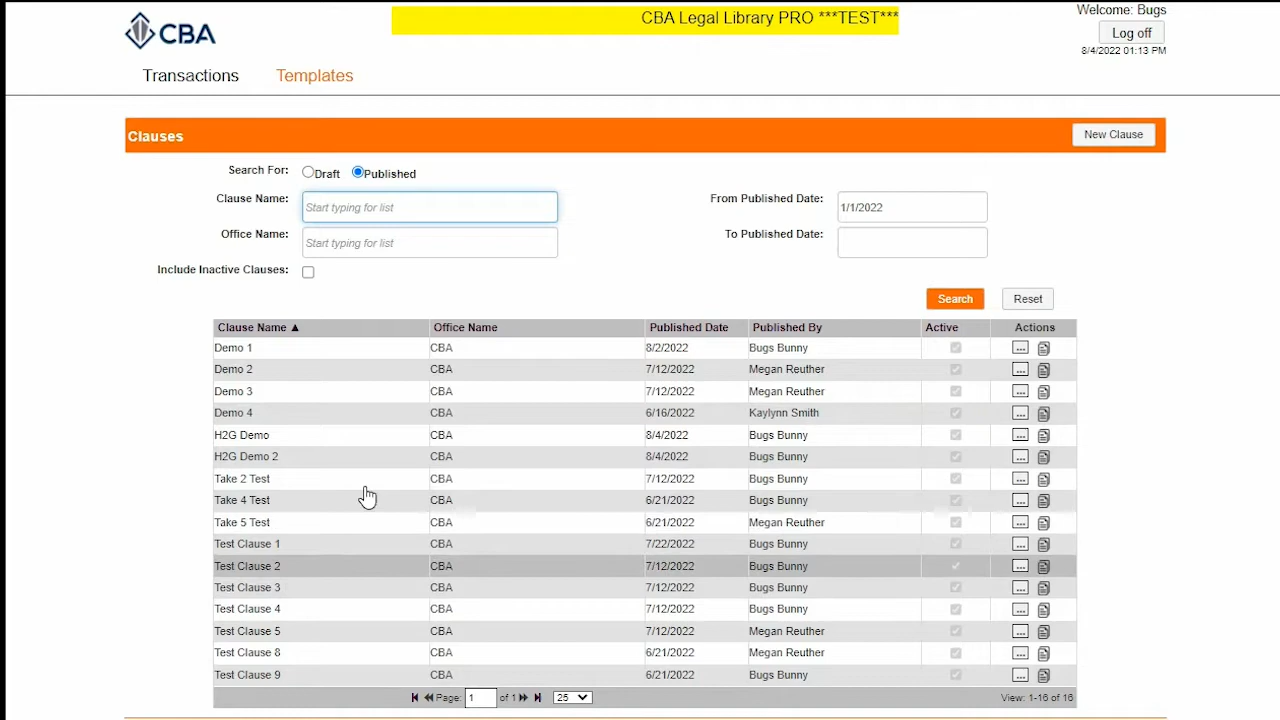 CBA
CBA Legal Library PRO ***TEST***
Welcome: Bugs
Log off
8/4/2022 01:13 PM
Transactions Templates
Clauses New Clause
Search For: Draft Published
Clause Name: Start typing for list From Published Date: 1/1/2022
Office Name: Start typing for list To Published Date:
Include Inactive Clauses:
Search Reset
Clause Name ▲ Office Name Published Date Published By Active Actions
Demo 1 CBA 8/2/2022 Bugs Bunny ...
Demo 2 CBA 7/12/2022 Megan Reuther ...
Demo 3 CBA 7/12/2022 Megan Reuther ...
Demo 4 CBA 6/16/2022 Kaylynn Smith ...
H2G Demo CBA 8/4/2022 Bugs Bunny ...
H2G Demo 2 CBA 8/4/2022 Bugs Bunny ...
Take 2 Test CBA 7/12/2022 Bugs Bunny ...
Take 4 Test CBA 6/21/2022 Bugs Bunny ...
Take 5 Test CBA 6/21/2022 Megan Reuther ...
Test Clause 1 CBA 7/22/2022 Bugs Bunny ...
Test Clause 2 CBA 7/12/2022 Bugs Bunny ...
Test Clause 3 CBA 7/12/2022 Bugs Bunny ...
Test Clause 4 CBA 7/12/2022 Bugs Bunny ...
Test Clause 5 CBA 7/12/2022 Megan Reuther ...
Test Clause 8 CBA 6/21/2022 Megan Reuther ...
Test Clause 9 CBA 6/21/2022 Bugs Bunny ...
Page: 1 of 1 25 View: 1-16 of 16